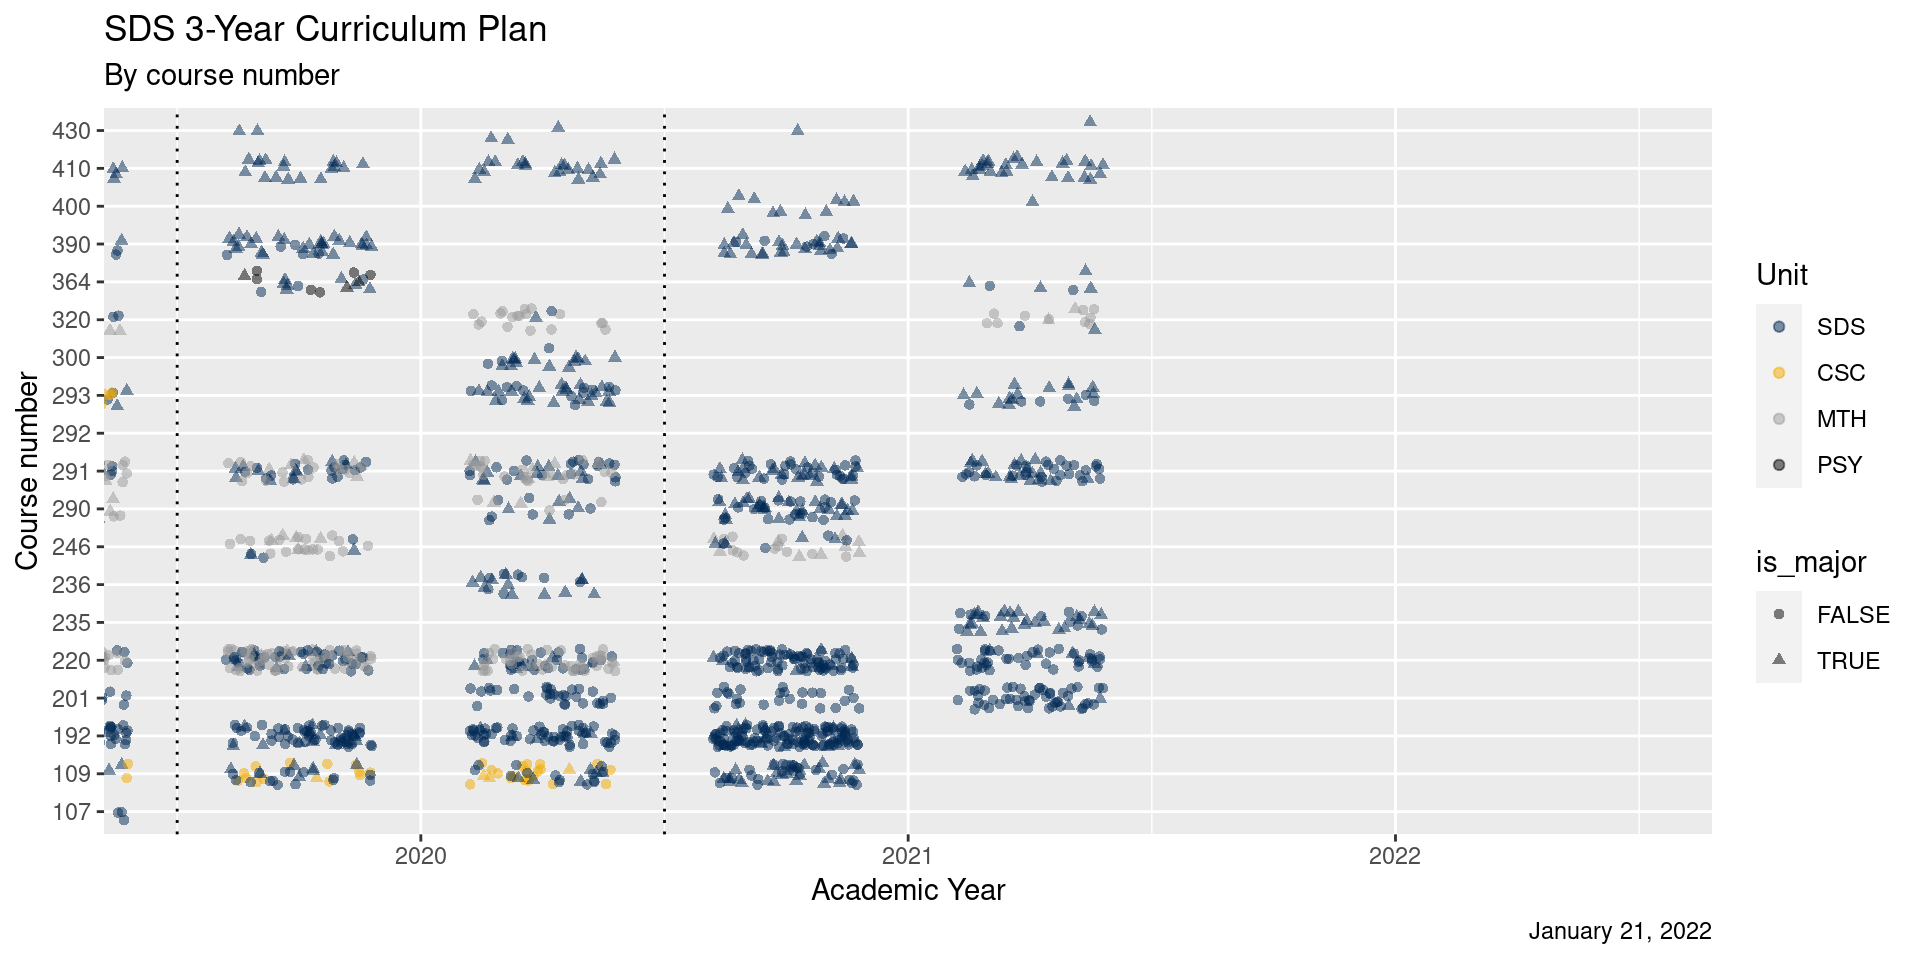 SDS 3-Year Curriculum Plan
By course number
430
410
400
390
364
320
300
293
292
291
290
246
236
235
220
201
192
109
107
Course number
2020
2021
2022
Academic Year
Unit
SDS
CSC
MTH
PSY
is_major
FALSE
TRUE
January 21, 2022